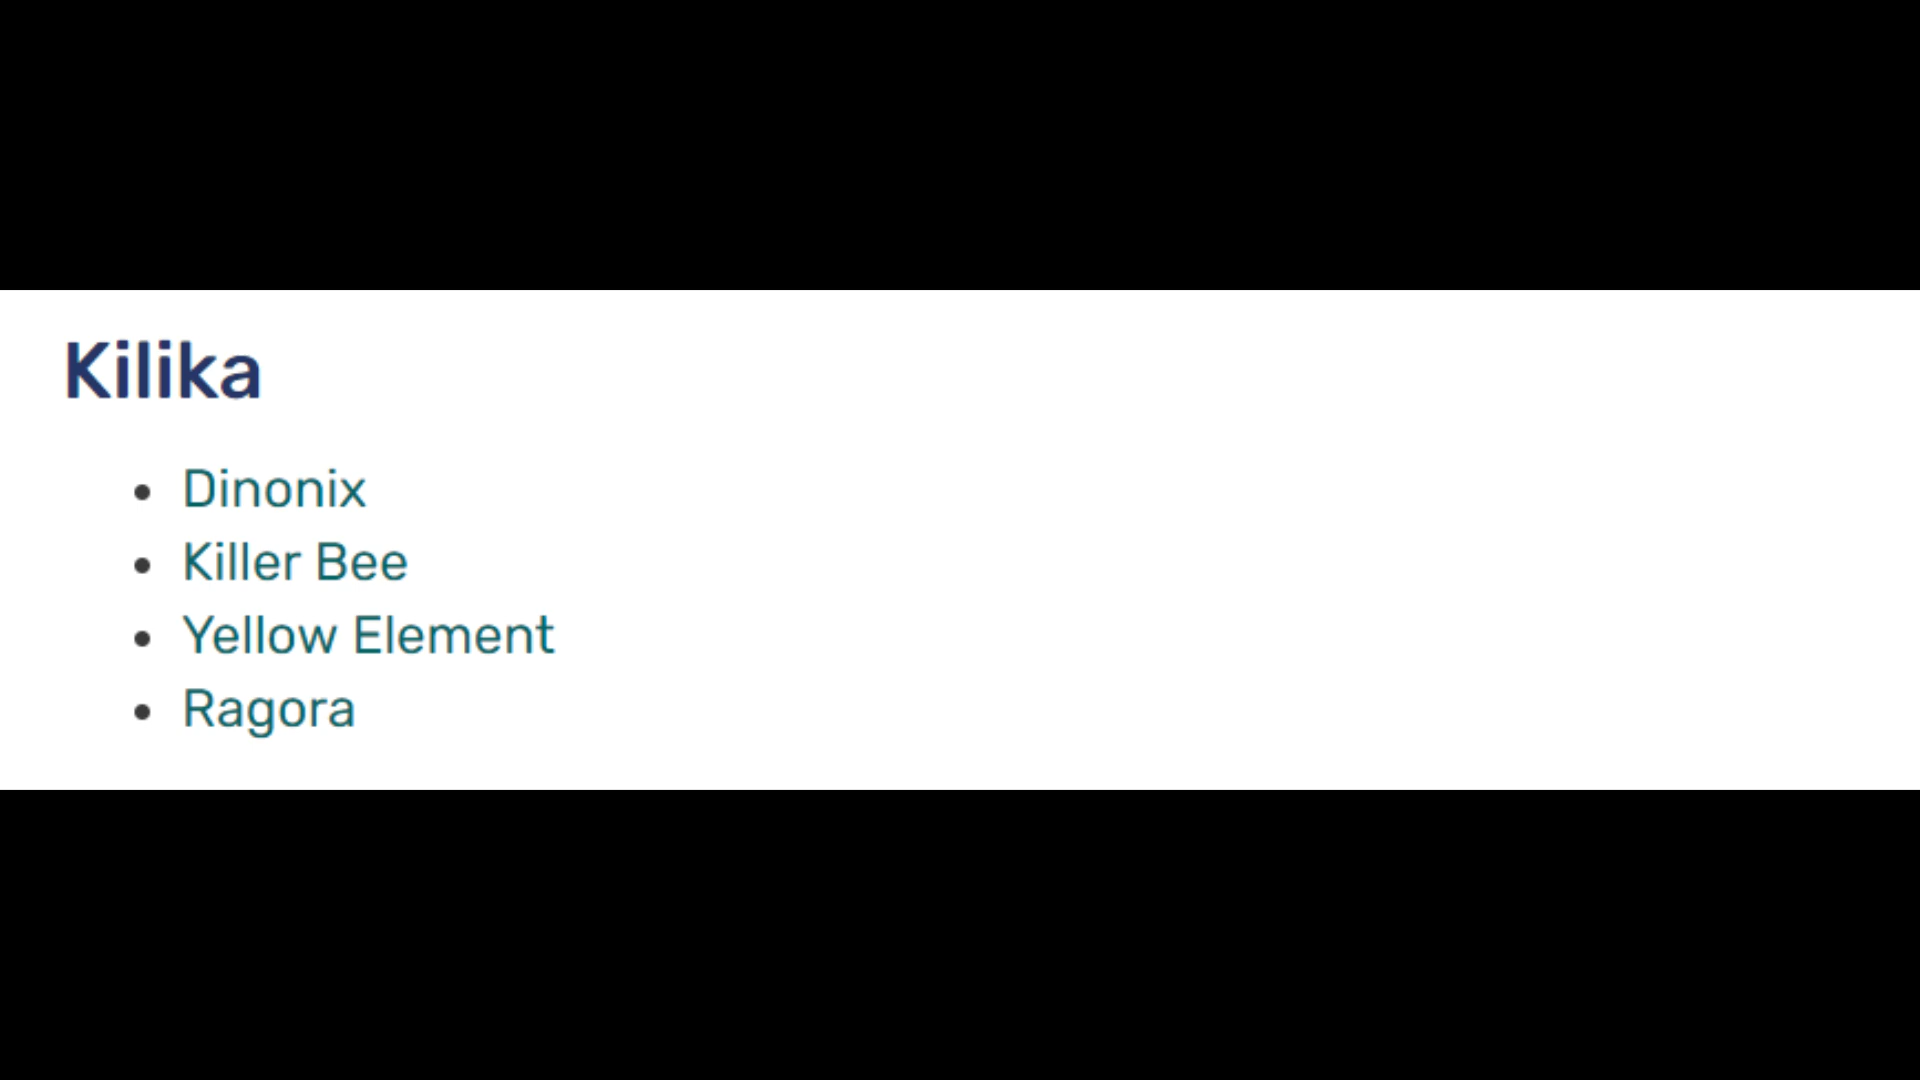 Kilika
Dinonix
Killer Bee
Yellow Element
Ragora